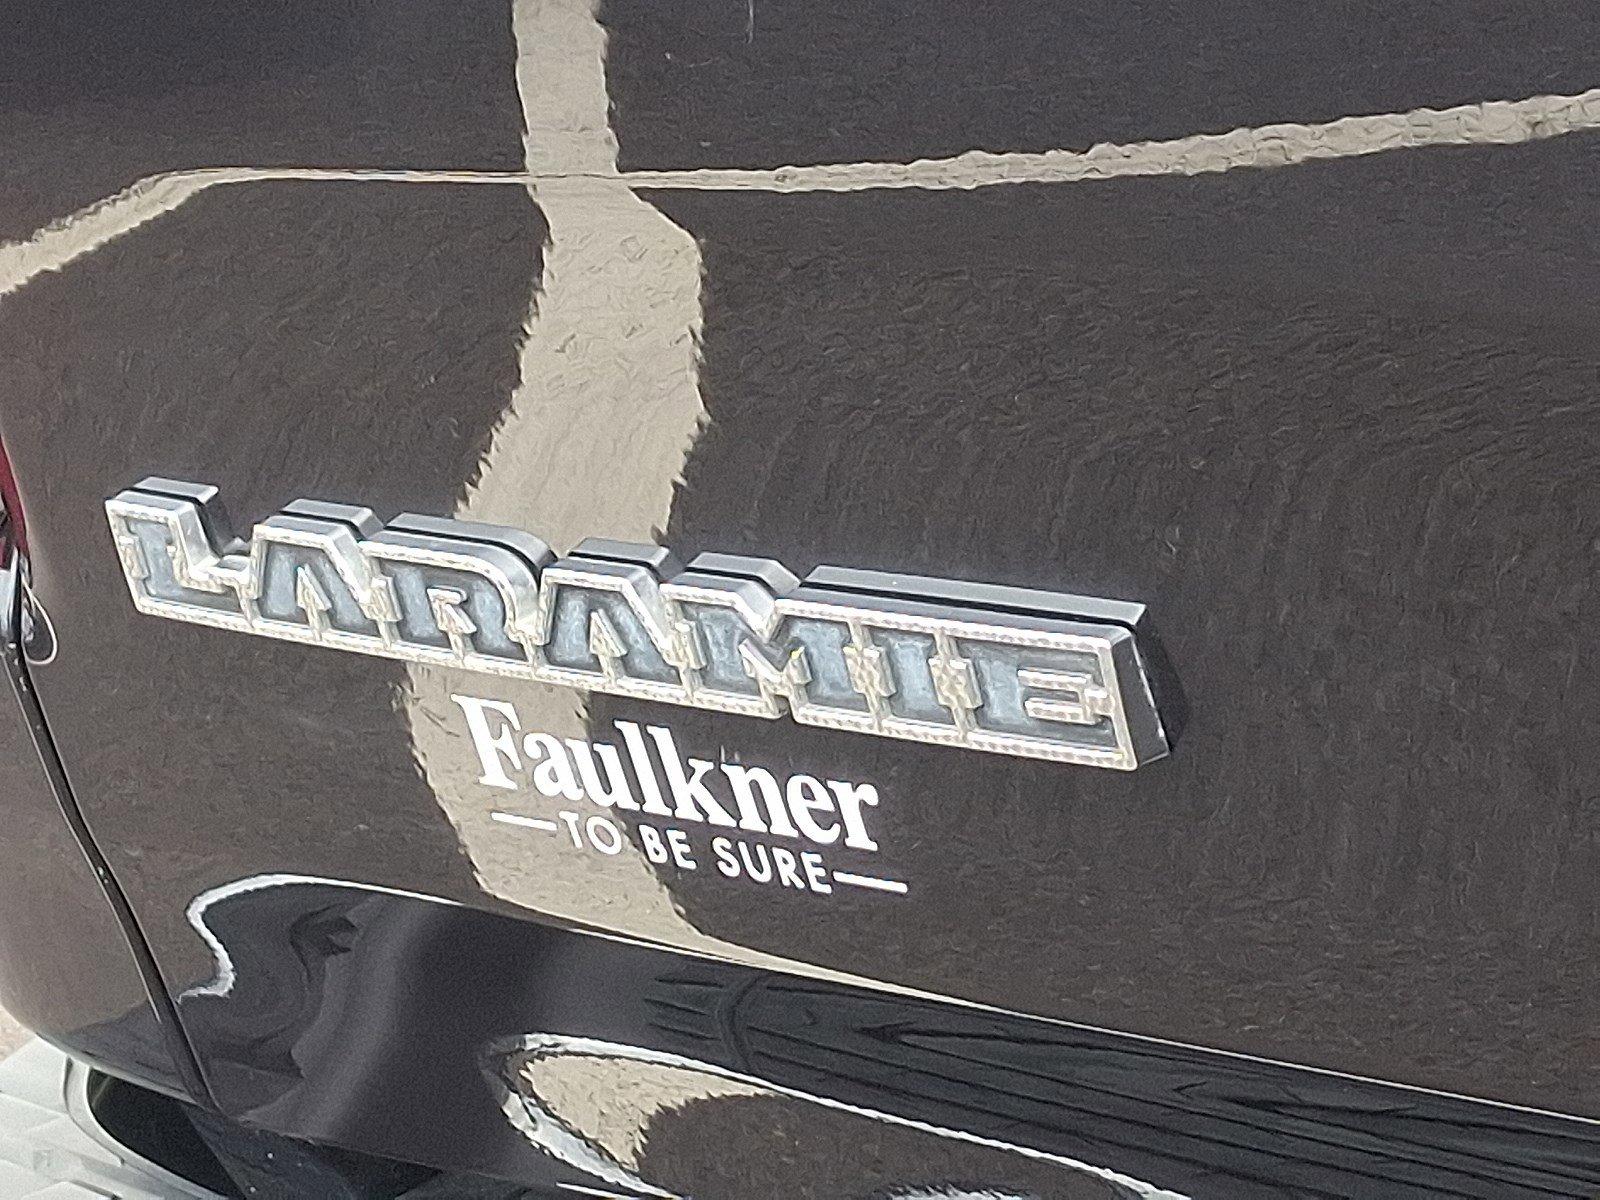 LARAMIE
Faulkner
TO BE SURE